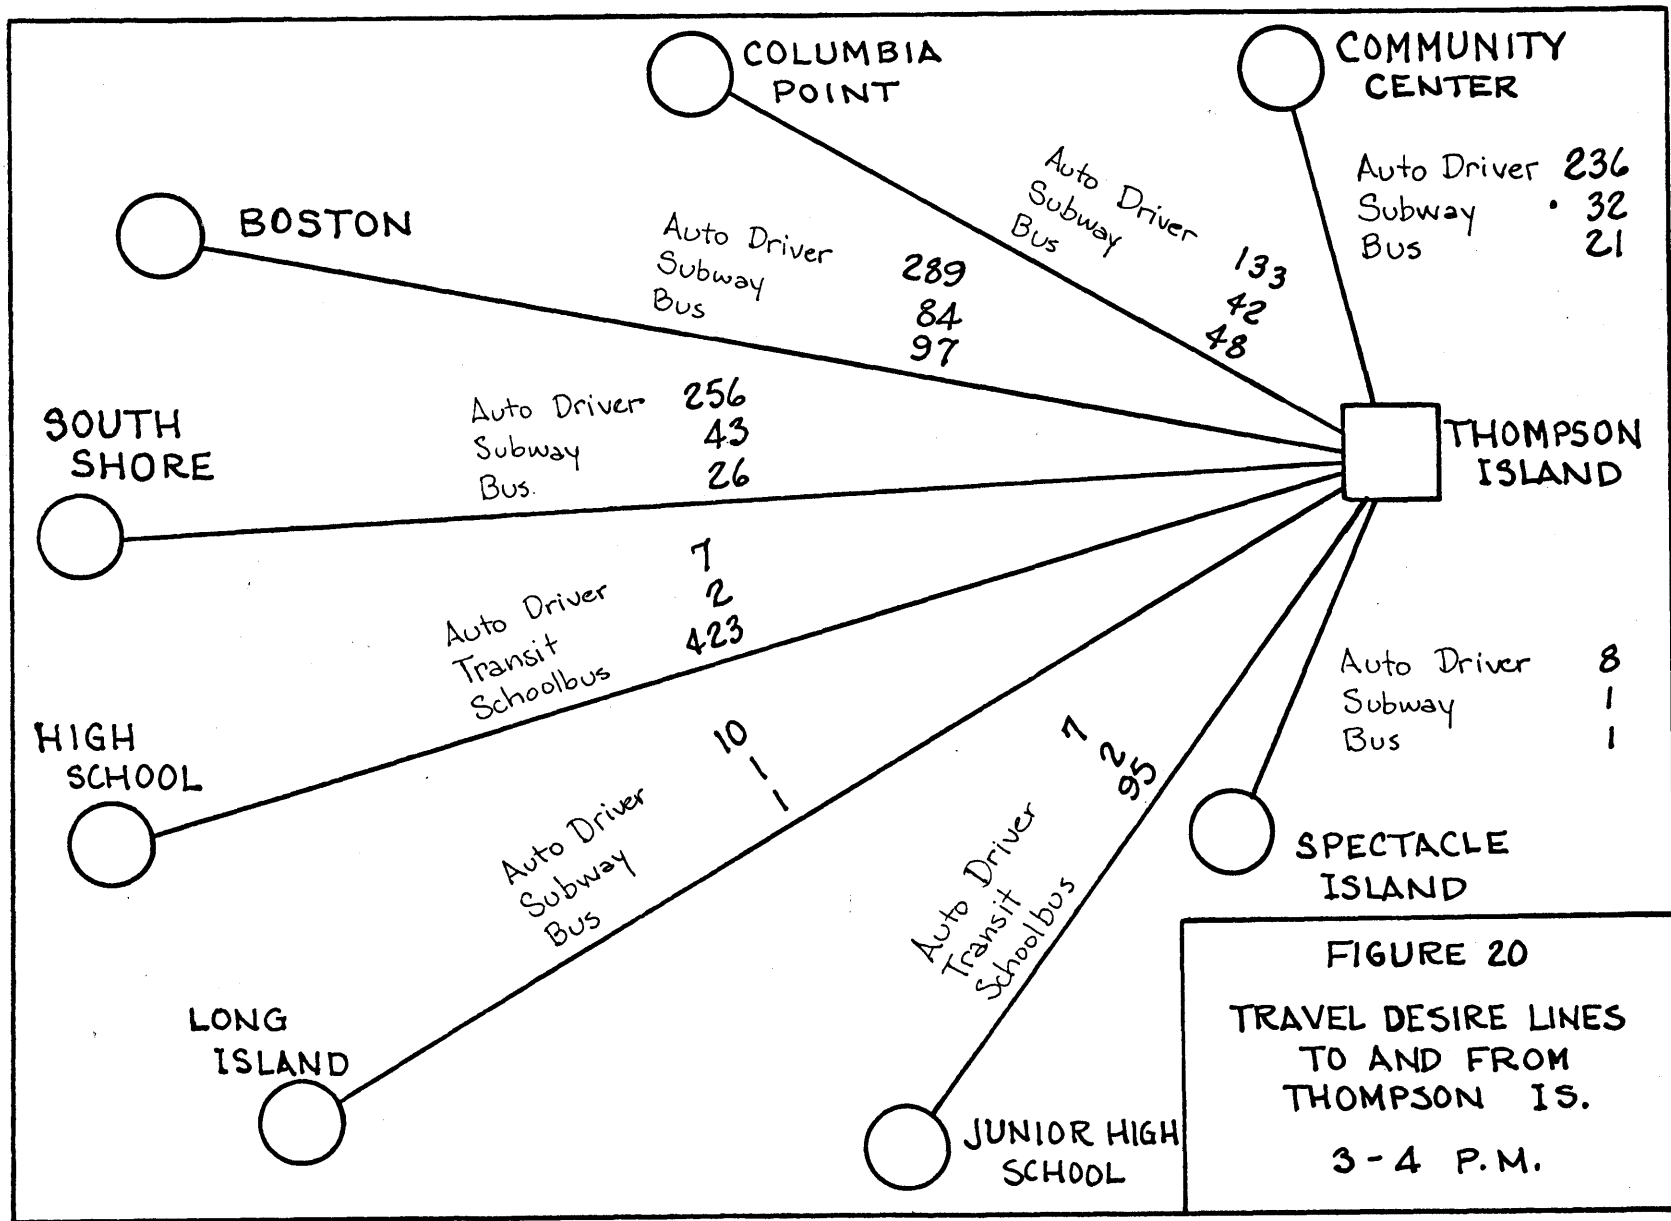 COLUMBIA
POINT
COMMUNITY
CENTER
Auto Driver 236
Subway 32
Bus 21
Auto Driver 133
Subway 42
Bus 48
BOSTON
Auto Driver 289
Subway 84
Bus 97
SOUTH
SHORE
Auto Driver 256
Subway 43
Bus. 26
THOMPSON
ISLAND
Auto Driver 7
Transit 2
Schoolbus 423
HIGH
SCHOOL
Auto Driver 10
Subway 1
Bus 1
LONG
ISLAND
Auto Driver 7
Transit 2
Schoolbus 95
JUNIOR HIGH
SCHOOL
Auto Driver 8
Subway 1
Bus 1
SPECTACLE
ISLAND
FIGURE 20
TRAVEL DESIRE LINES
TO AND FROM
THOMPSON IS.
3-4 P.M.